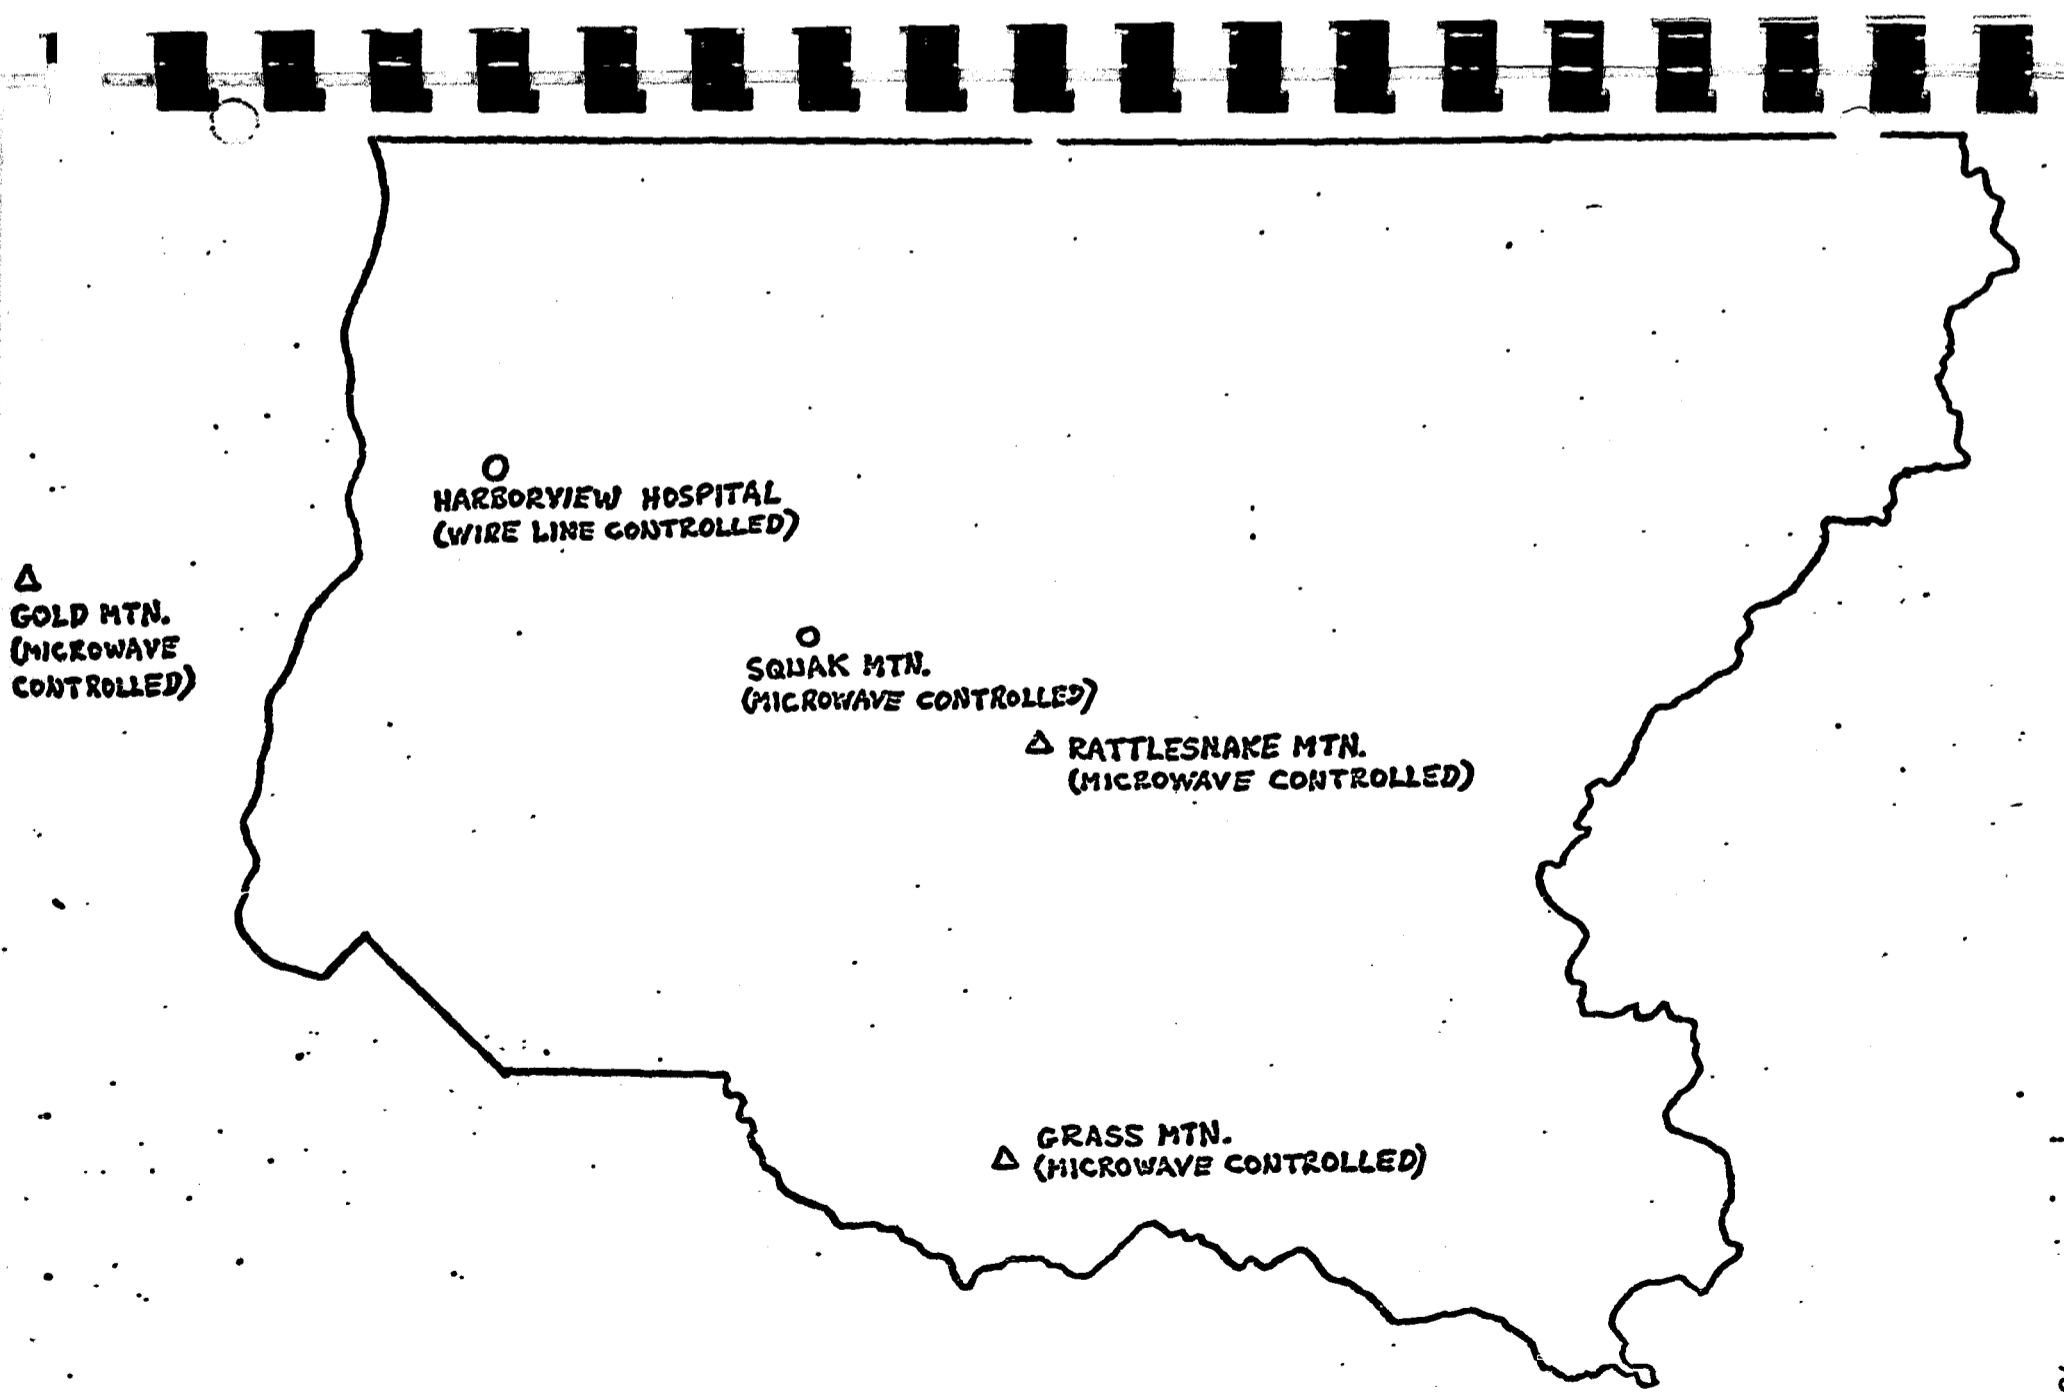 HARBORVIEW HOSPITAL
(WIRE LINE CONTROLLED)
GOLD MTN.
(MICROWAVE
CONTROLLED)
SQUAK MTN.
(MICROWAVE CONTROLLED)
RATTLESNAKE MTN.
(MICROWAVE CONTROLLED)
GRASS MTN.
(MICROWAVE CONTROLLED)